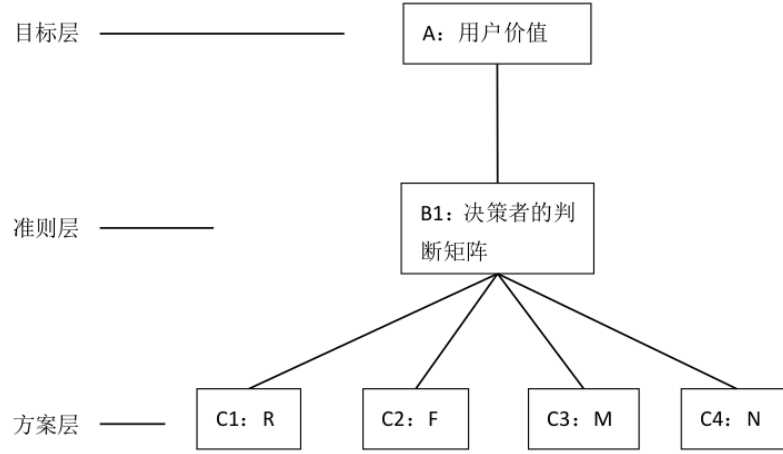 目标层
A：用户价值
准则层
B1：决策者的判
断矩阵
方案层
C1：R
C2：F
C3：M
C4：N